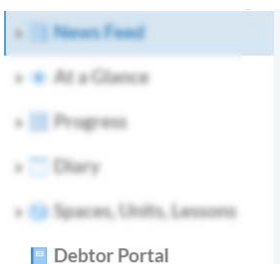 News Feed
At a Glance
Progress
Diary
Spaces, Units, Lessons
Debtor Portal